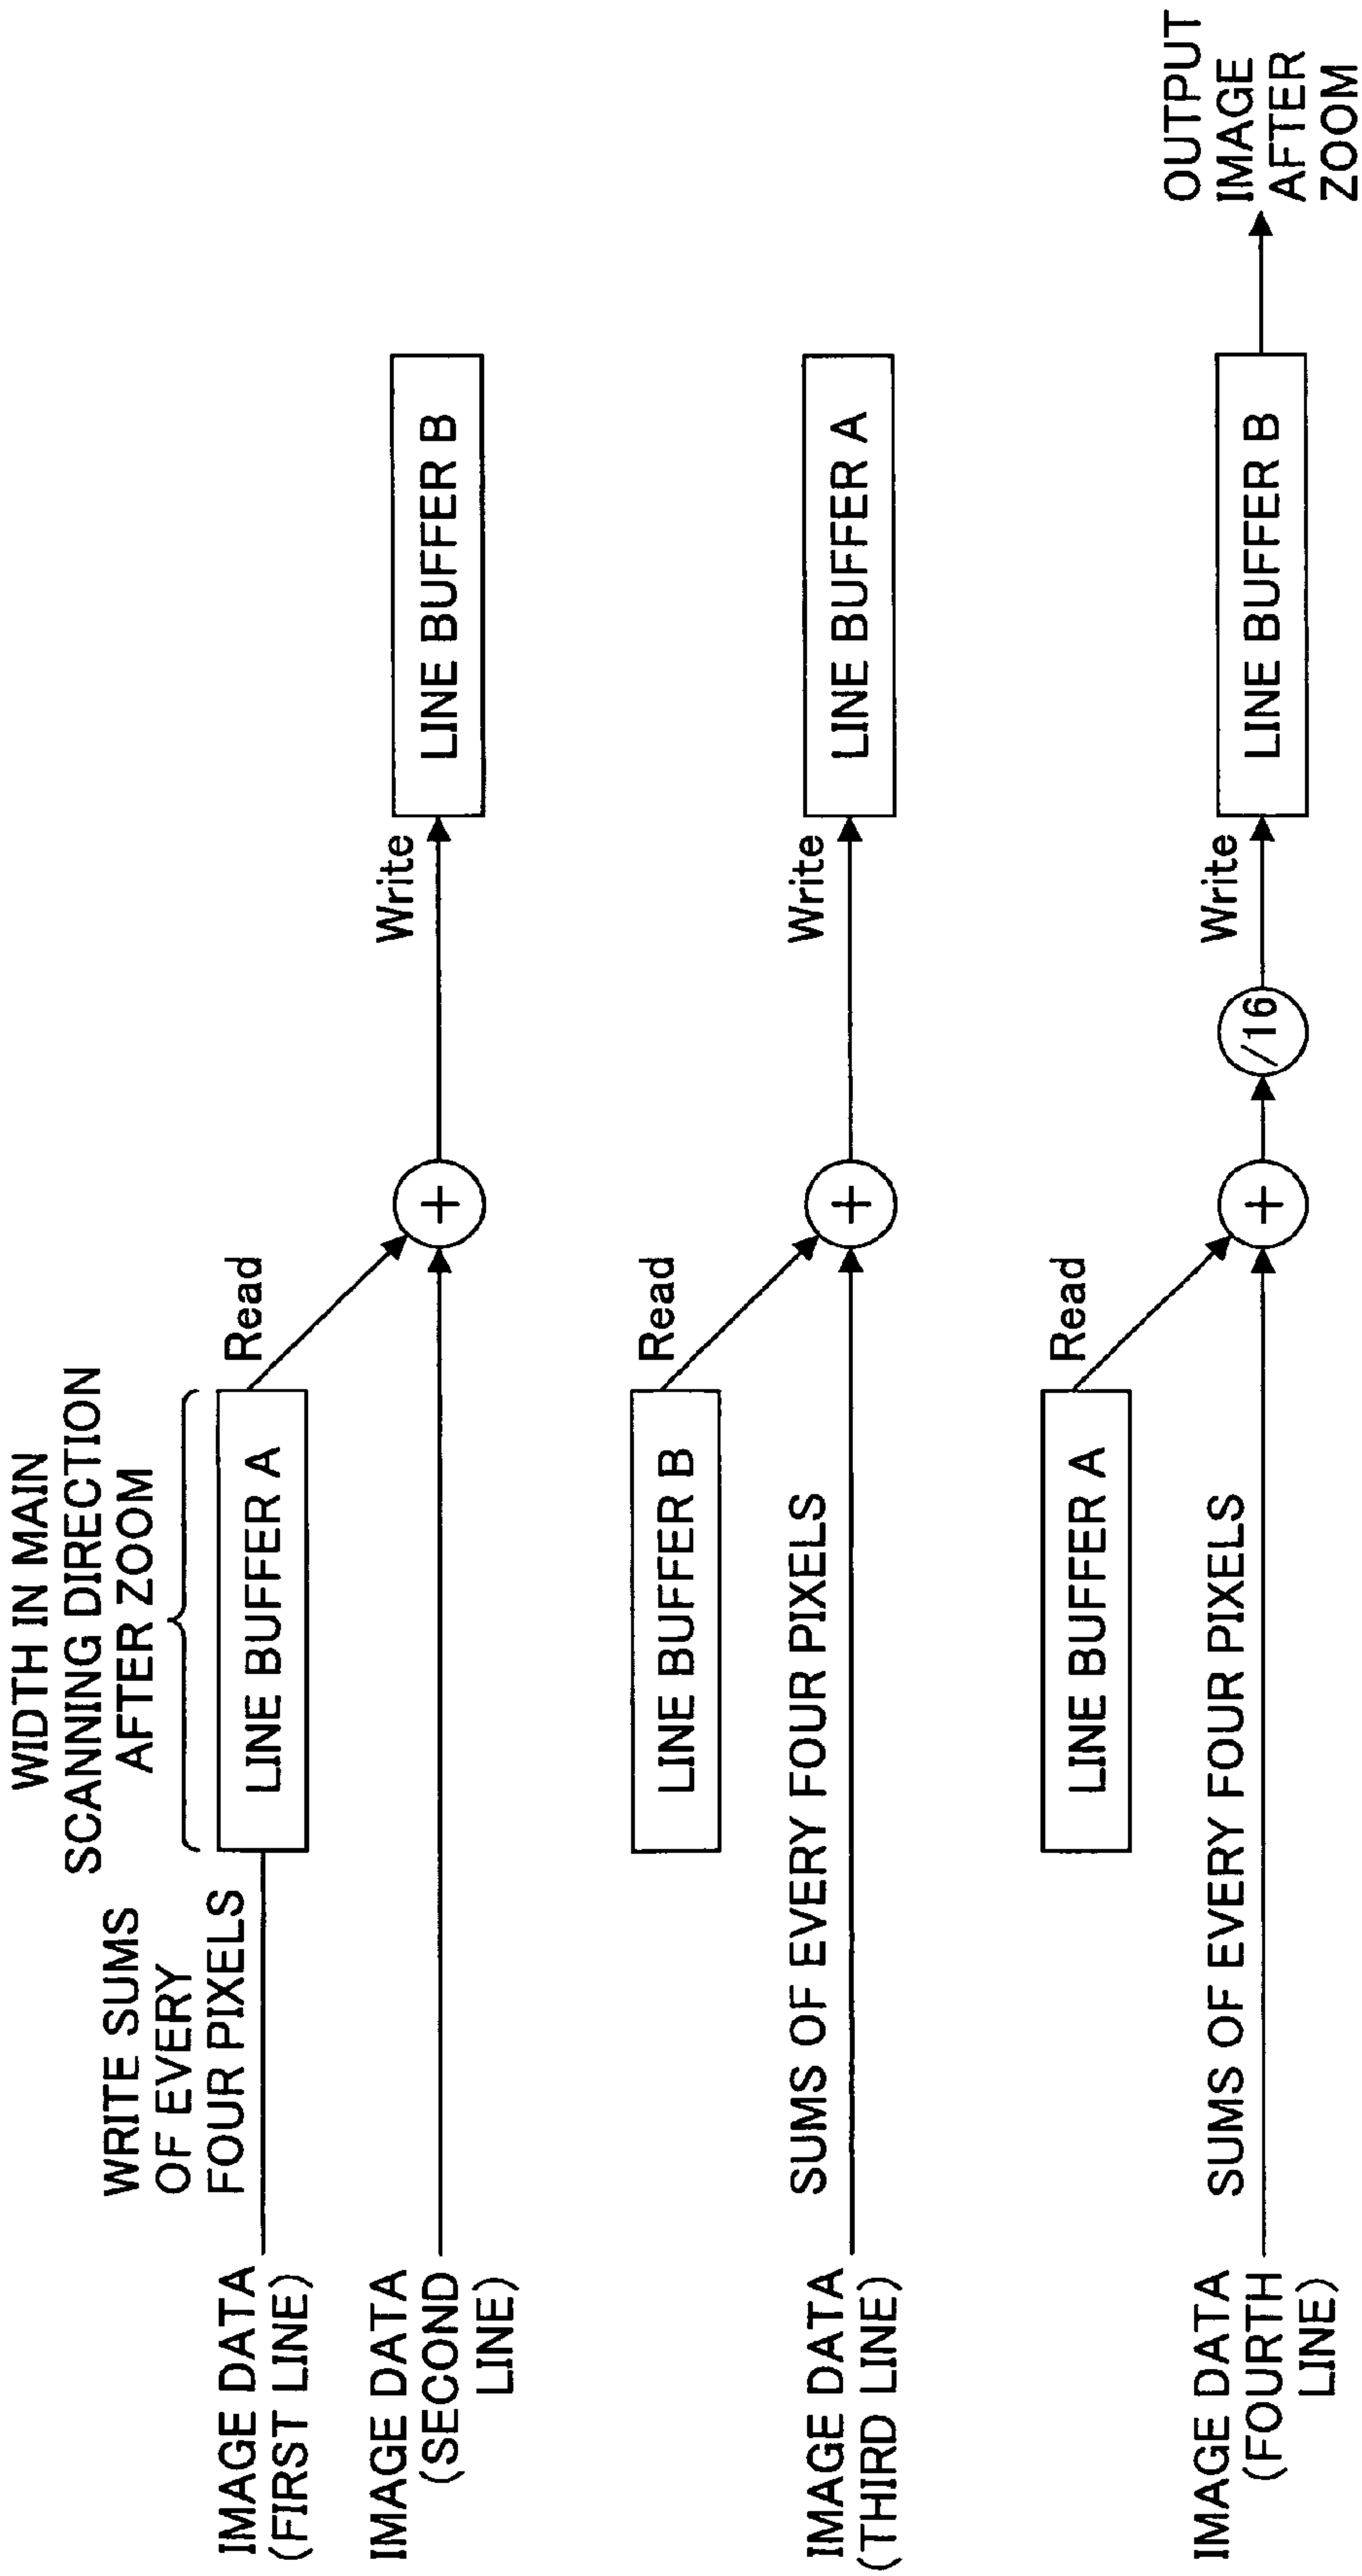 WIDTH IN MAIN
SCANNING DIRECTION
AFTER ZOOM
WRITE SUMS
OF EVERY
FOUR PIXELS
IMAGE DATA
(FIRST LINE)
LINE BUFFER A
Read
IMAGE DATA
(SECOND
LINE)
+
Write
LINE BUFFER B
LINE BUFFER B
Read
IMAGE DATA
(THIRD LINE)
SUMS OF EVERY FOUR PIXELS
+
Write
LINE BUFFER A
LINE BUFFER A
Read
IMAGE DATA
(FOURTH
LINE)
SUMS OF EVERY FOUR PIXELS
+
/16
Write
LINE BUFFER B
OUTPUT
IMAGE
AFTER
ZOOM